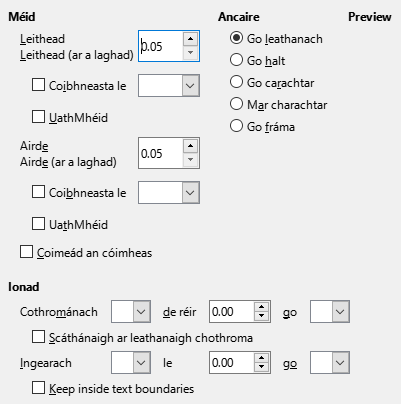 Méid
Ancaire
Preview
Leithead
Leithead (ar a laghad)
0.05
Coibhneasta le
UathMhéid
Airde
Airde (ar a laghad)
0.05
Coibhneasta le
UathMhéid
Coimeád an cóimheas
Go leathanach
Go halt
Go carachtar
Mar charachtar
Go fráma
Ionad
Cothrománach de réir 0.00 go
Scáthánaigh ar leathanaigh chothroma
Ingearach le 0.00 go
Keep inside text boundaries